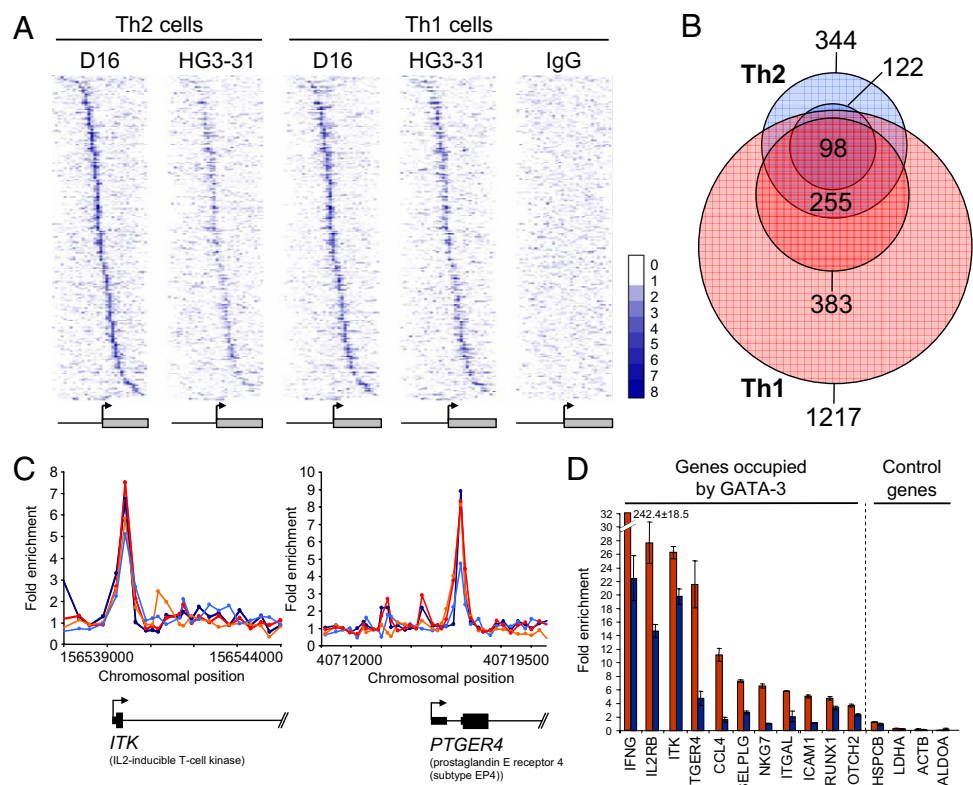 A
Th2 cells
Th1 cells
D16
HG3-31
D16
HG3-31
IgG
0
1
2
3
4
5
6
7
8
B
344
122
Th2
98
255
383
Th1
1217
C
8
7
6
5
4
3
2
1
0
Fold enrichment
156539000
156544000
Chromosomal position
ITK
(IL2-inducible T-cell kinase)
10
9
8
7
6
5
4
3
2
1
0
Fold enrichment
40712000
40719500
Chromosomal position
PTGER4
(prostaglandin E receptor 4
(subtype EP4))
D
Genes occupied
by GATA-3
Control
genes
242.4±18.5
Fold enrichment
32
28
26
24
22
20
18
16
14
12
10
8
6
4
2
0
IFNG
IL2RB
ITK
TGER4
CCL4
SELPLG
NKG7
ITGAL
ICAM1
RUNX1
OTCH2
HSPCB
LDHA
ACTB
ALDOA